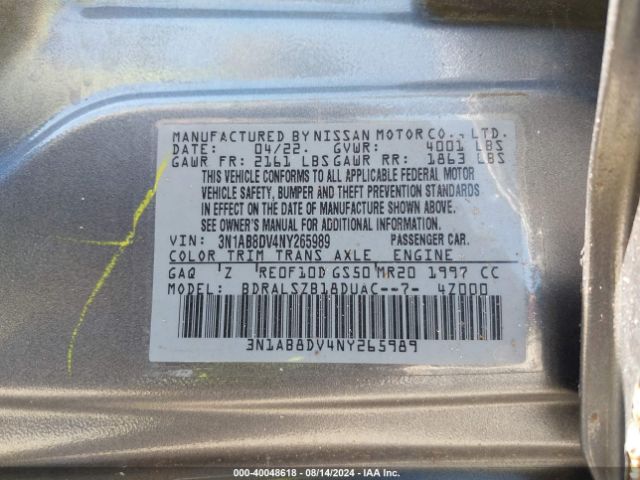 MANUFACTURED BY NISSAN MOTOR CO., LTD.
DATE: 04/22. GVWR: 4001 LBS
GAWR FR: 2161 LBS GAWR RR: 1863 LBS
THIS VEHICLE CONFORMS TO ALL APPLICABLE FEDERAL MOTOR
VEHICLE SAFETY, BUMPER AND THEFT PREVENTION STANDARDS
IN EFFECT ON THE DATE OF MANUFACTURE SHOWN ABOVE.
SEE OWNER'S MANUAL FOR ADDITIONAL INFORMATION.
VIN: 3N1AB8DV4NY265989 PASSENGER CAR.
COLOR TRIM TRANS AXLE ENGINE
GAQ Z RE0F10D GS50 MR20 1997 CC
MODEL: BDRALSZB18DUAC--7- 4Z000
3N1AB8DV4NY265989
000-40048618 - 08/14/2024 - IAA Inc.